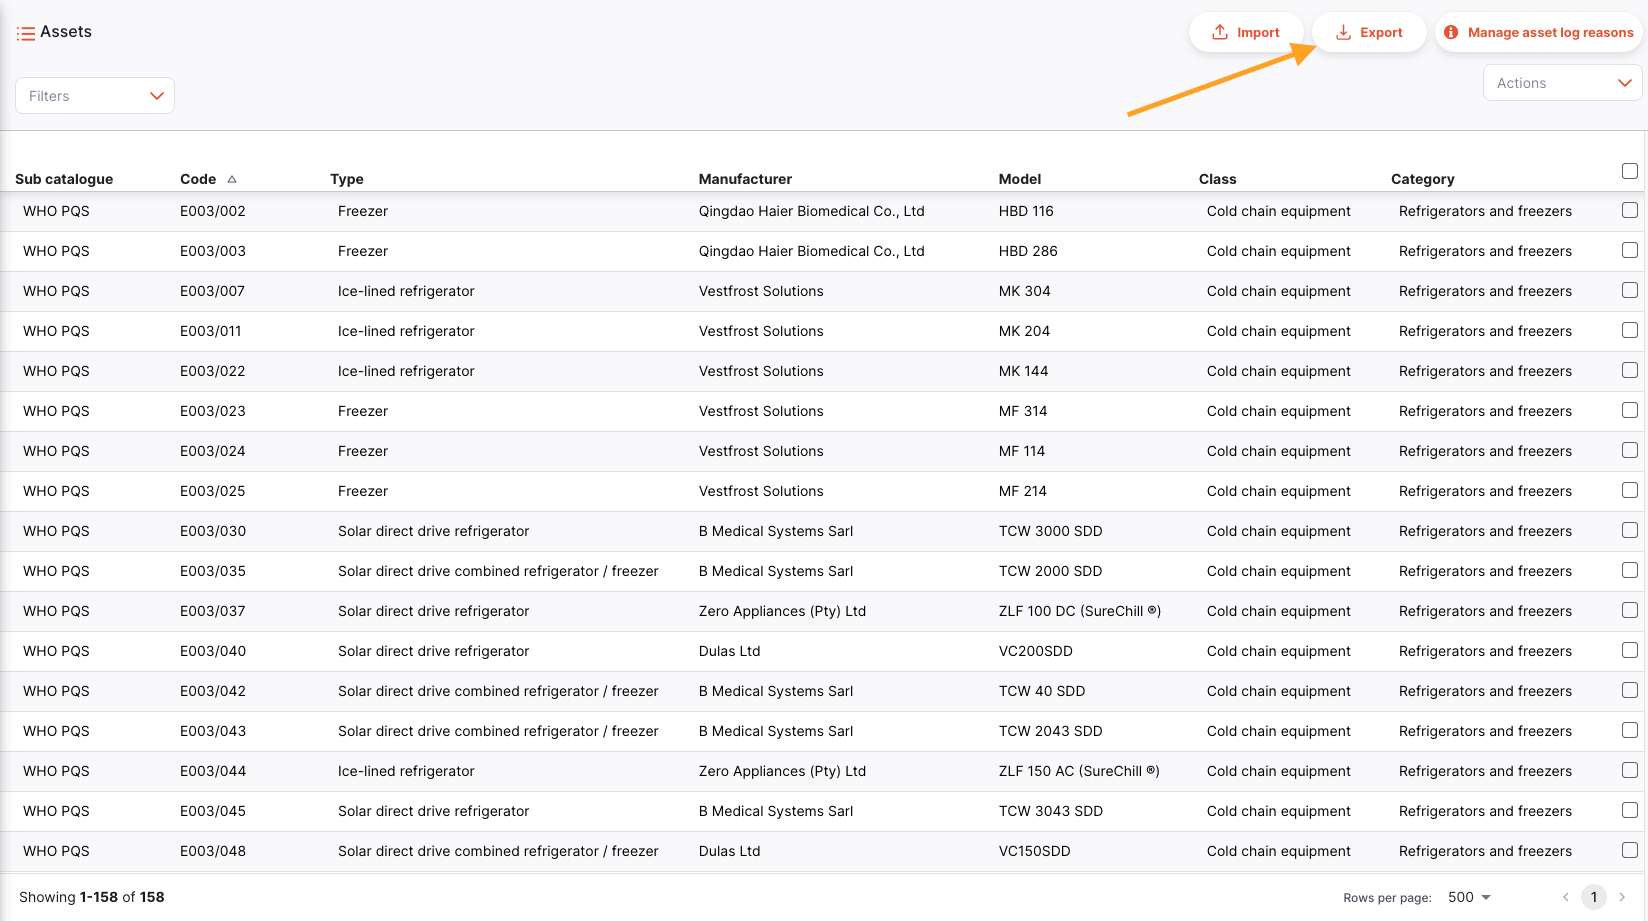 Assets
Import
Export
Manage asset log reasons
Filters
Actions
Sub catalogue Code Type Manufacturer Model Class Category
WHO PQS E003/002 Freezer Qingdao Haier Biomedical Co., Ltd HBD 116 Cold chain equipment Refrigerators and freezers
WHO PQS E003/003 Freezer Qingdao Haier Biomedical Co., Ltd HBD 286 Cold chain equipment Refrigerators and freezers
WHO PQS E003/007 Ice-lined refrigerator Vestfrost Solutions MK 304 Cold chain equipment Refrigerators and freezers
WHO PQS E003/011 Ice-lined refrigerator Vestfrost Solutions MK 204 Cold chain equipment Refrigerators and freezers
WHO PQS E003/022 Ice-lined refrigerator Vestfrost Solutions MK 144 Cold chain equipment Refrigerators and freezers
WHO PQS E003/023 Freezer Vestfrost Solutions MF 314 Cold chain equipment Refrigerators and freezers
WHO PQS E003/024 Freezer Vestfrost Solutions MF 114 Cold chain equipment Refrigerators and freezers
WHO PQS E003/025 Freezer Vestfrost Solutions MF 214 Cold chain equipment Refrigerators and freezers
WHO PQS E003/030 Solar direct drive refrigerator B Medical Systems Sarl TCW 3000 SDD Cold chain equipment Refrigerators and freezers
WHO PQS E003/035 Solar direct drive combined refrigerator / freezer B Medical Systems Sarl TCW 2000 SDD Cold chain equipment Refrigerators and freezers
WHO PQS E003/037 Solar direct drive refrigerator Zero Appliances (Pty) Ltd ZLF 100 DC (SureChill ®) Cold chain equipment Refrigerators and freezers
WHO PQS E003/040 Solar direct drive refrigerator Dulas Ltd VC200SDD Cold chain equipment Refrigerators and freezers
WHO PQS E003/042 Solar direct drive combined refrigerator / freezer B Medical Systems Sarl TCW 40 SDD Cold chain equipment Refrigerators and freezers
WHO PQS E003/043 Solar direct drive combined refrigerator / freezer B Medical Systems Sarl TCW 2043 SDD Cold chain equipment Refrigerators and freezers
WHO PQS E003/044 Ice-lined refrigerator Zero Appliances (Pty) Ltd ZLF 150 AC (SureChill ®) Cold chain equipment Refrigerators and freezers
WHO PQS E003/045 Solar direct drive refrigerator B Medical Systems Sarl TCW 3043 SDD Cold chain equipment Refrigerators and freezers
WHO PQS E003/048 Solar direct drive combined refrigerator / freezer Dulas Ltd VC150SDD Cold chain equipment Refrigerators and freezers
Showing 1-158 of 158
Rows per page: 500
1